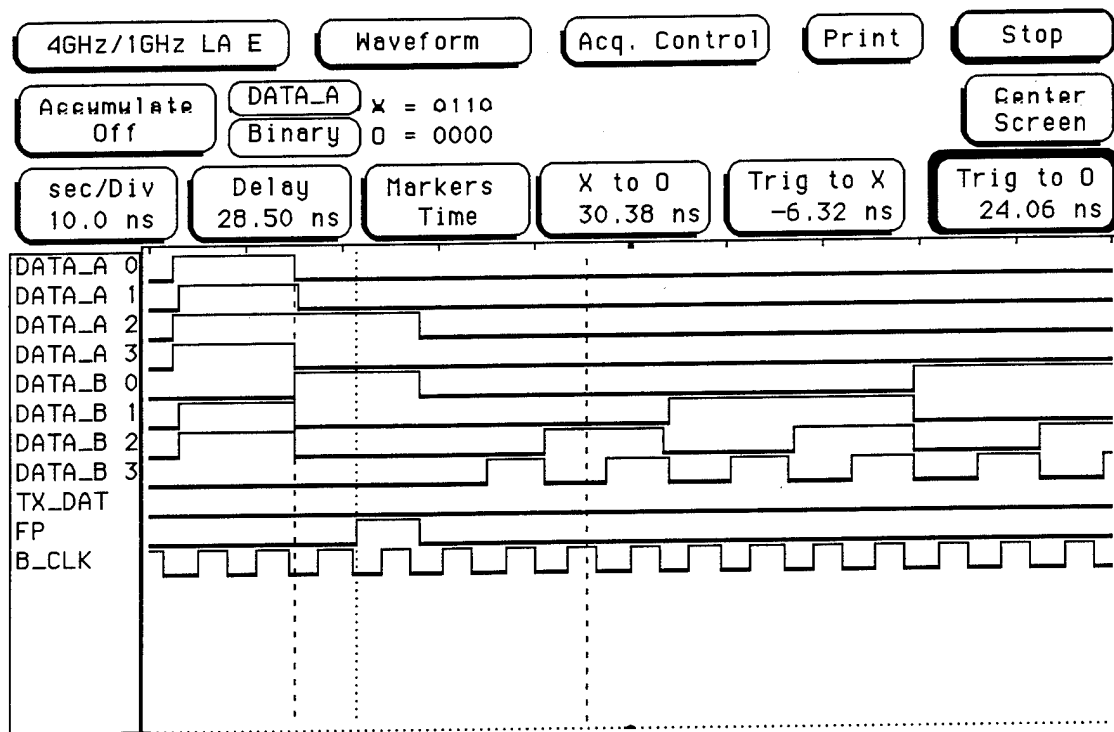 4GHz/1GHz LA E Waveform Acq. Control Print Stop
Accumulate Off
DATA_A X = 0110
Binary O = 0000
Center Screen
sec/Div 10.0 ns
Delay 28.50 ns
Markers Time
X to O 30.38 ns
Trig to X -6.32 ns
Trig to O 24.06 ns
DATA_A 0
DATA_A 1
DATA_A 2
DATA_A 3
DATA_B 0
DATA_B 1
DATA_B 2
DATA_B 3
TX_DAT
FP
B_CLK